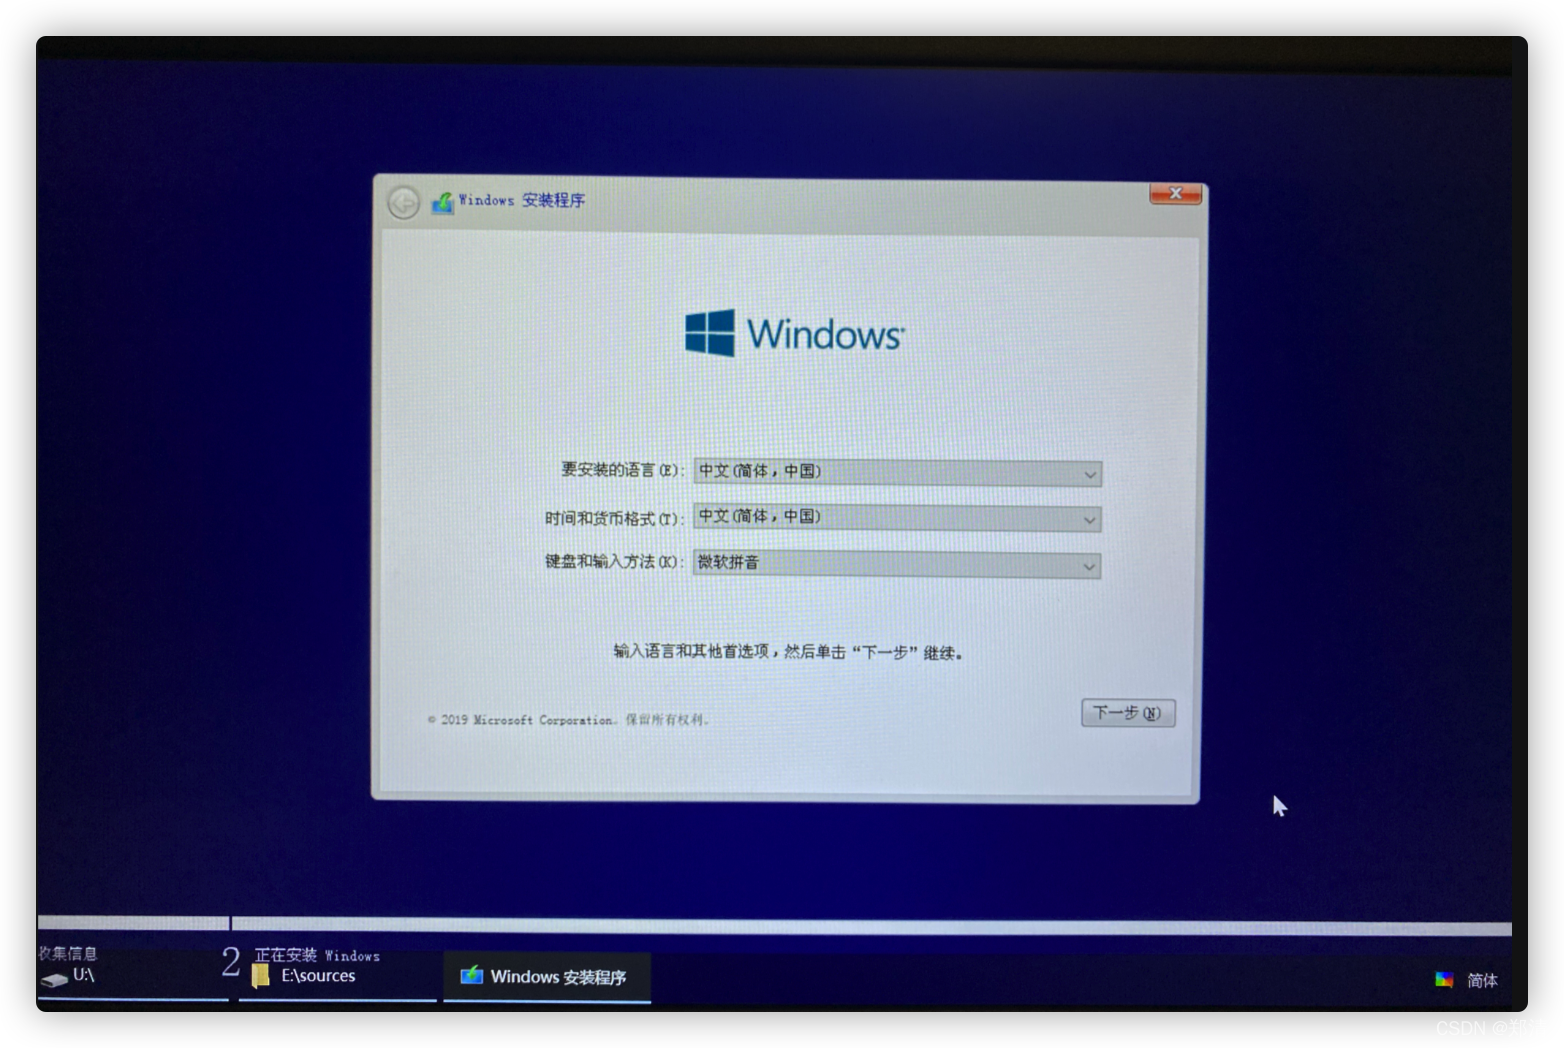 Windows 安装程序
Windows
要安装的语言(E): 中文(简体，中国)
时间和货币格式(T): 中文(简体，中国)
键盘和输入方法(K): 微软拼音
输入语言和其他首选项，然后单击“下一步”继续。
© 2019 Microsoft Corporation。保留所有权利。
下一步(N)
收集信息
2 正在安装 Windows
U:\
E:\sources
Windows 安装程序
简体
CSDN @郑